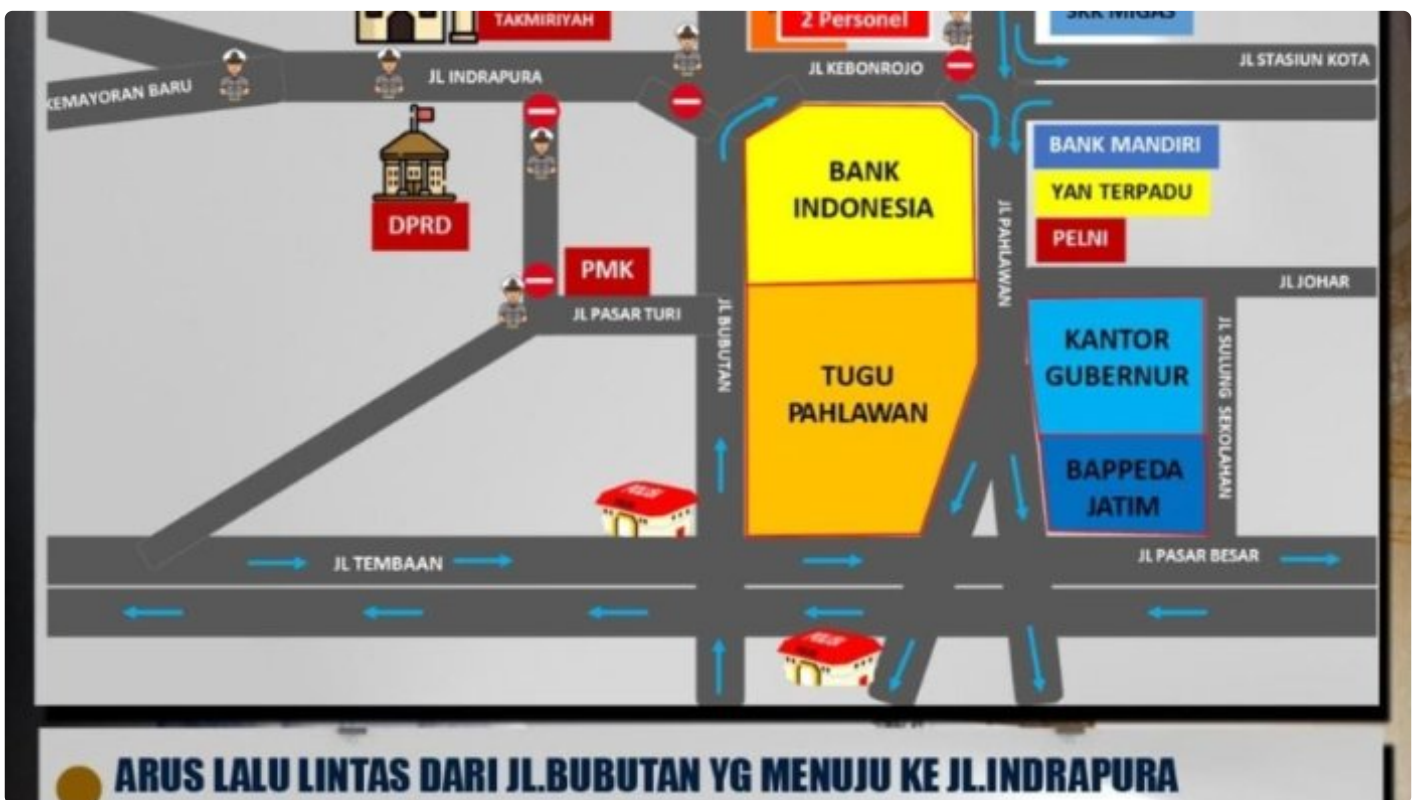 TAKMIRIYAH
2 Personel
SKK MIGAS
JL STASIUN KOTA
JL KEBONROJO
JL INDRAPURA
KEMAYORAN BARU
BANK MANDIRI
YAN TERPADU
PELNI
BANK
INDONESIA
DPRD
PMK
JL PASAR TURI
JL BUBUTAN
JL PAHLAWAN
JL JOHAR
TUGU
PAHLAWAN
KANTOR
GUBERNUR
JL SULUNG SEKOLAHAN
BAPPEDA
JATIM
JL TEMBAAN
JL PASAR BESAR
ARUS LALU LINTAS DARI JL.BUBUTAN YG MENUJU KE JL.INDRAPURA